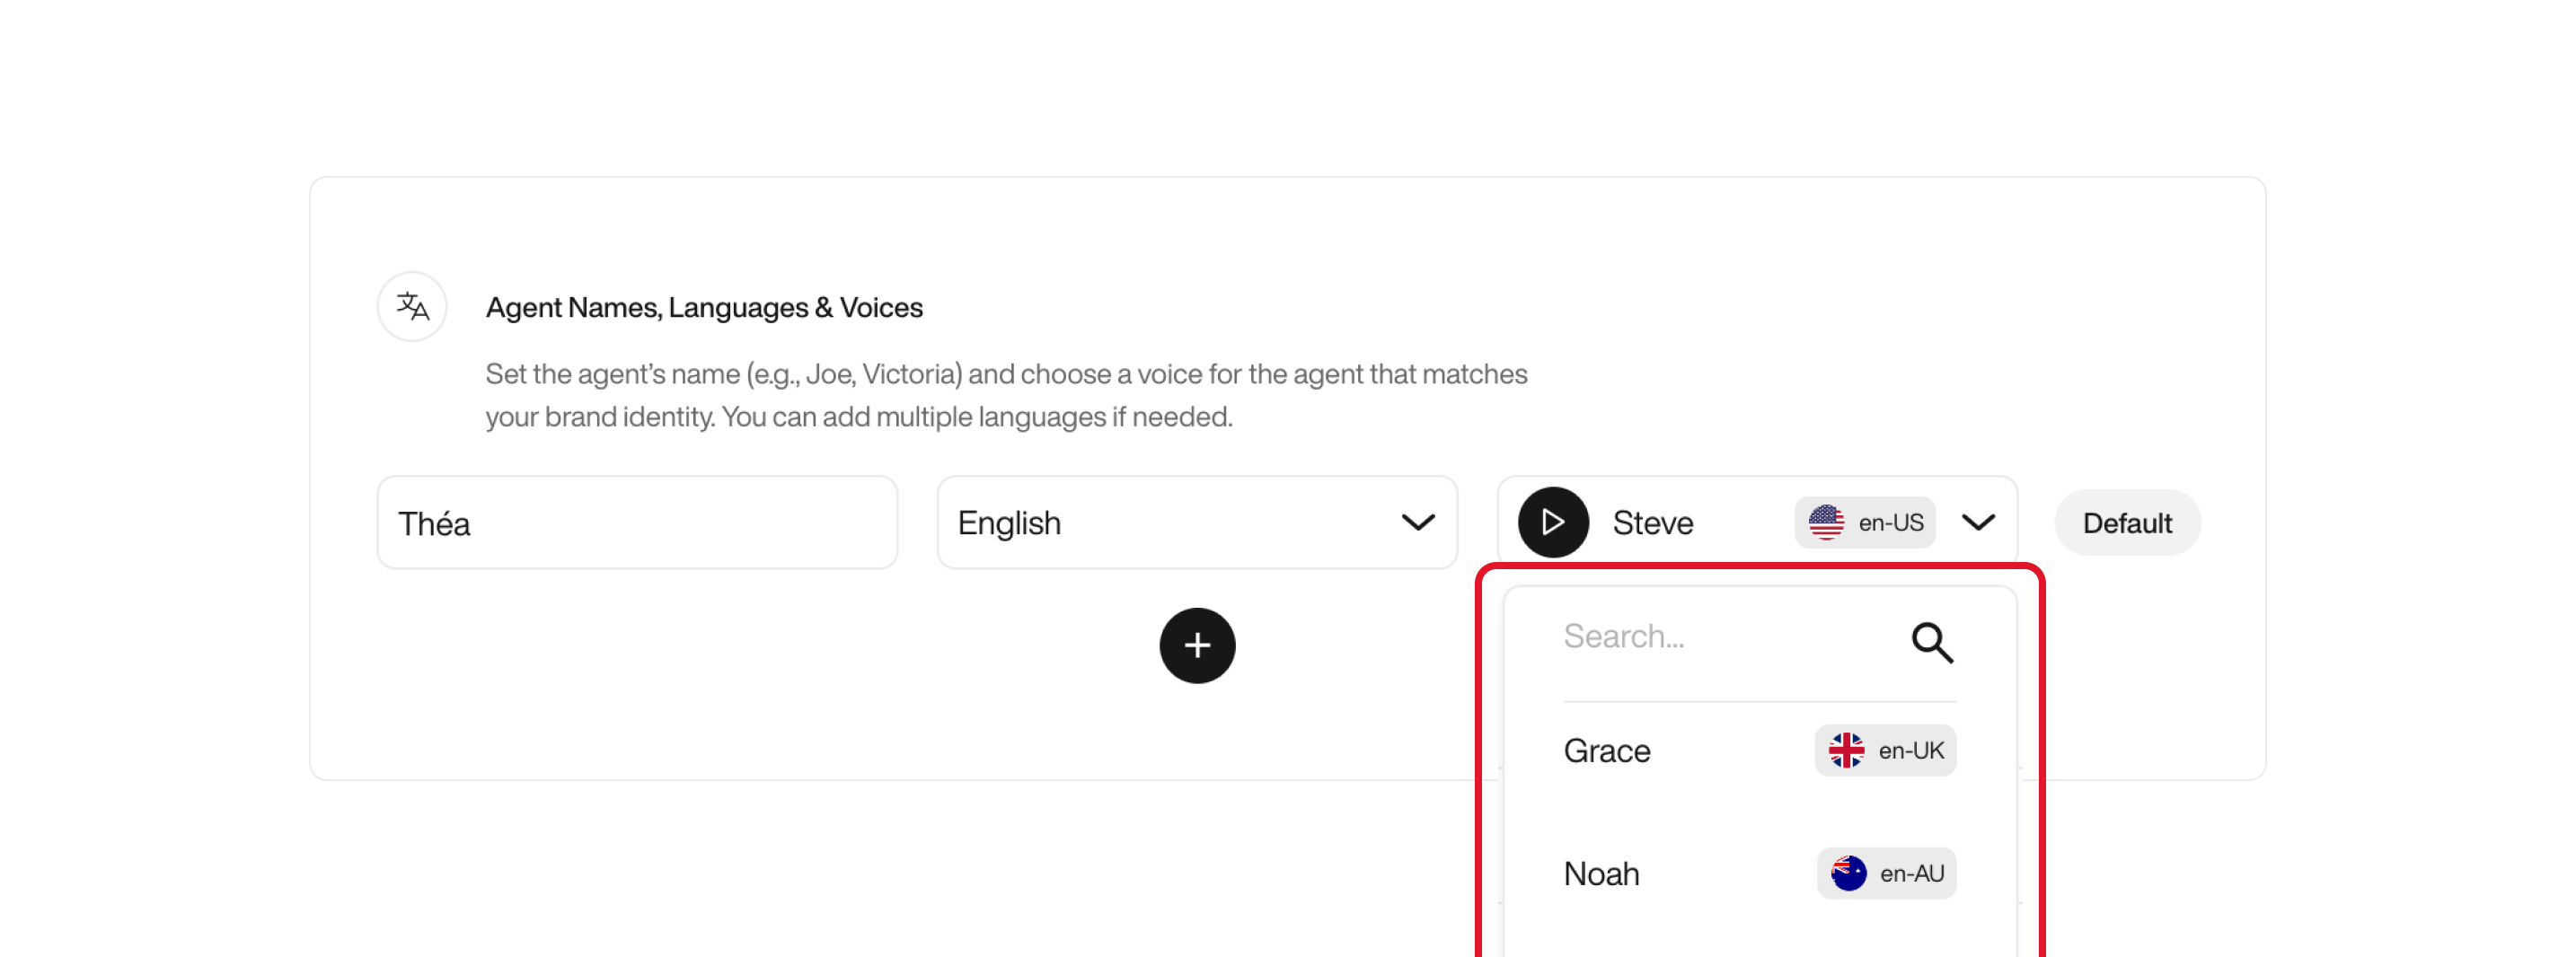 Agent Names, Languages & Voices
Set the agent’s name (e.g., Joe, Victoria) and choose a voice for the agent that matches
your brand identity. You can add multiple languages if needed.
Théa
English
Steve
en-US
Default
Search...
Grace
en-UK
Noah
en-AU